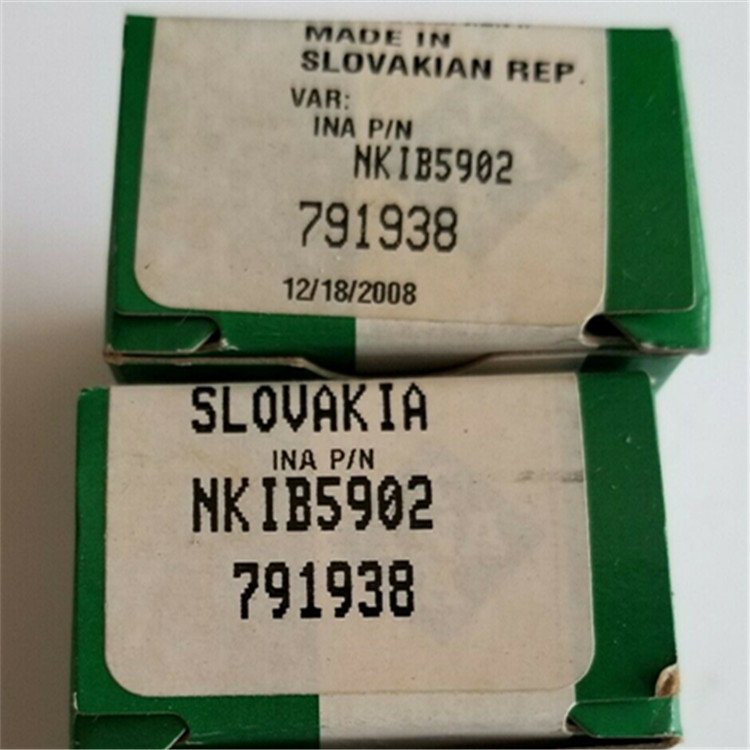 MADE IN
SLOVAKIAN REP.
VAR:
INA P/N
NKIB5902
791938
12/18/2008
SLOVAKIA
INA P/N
NKIB5902
791938